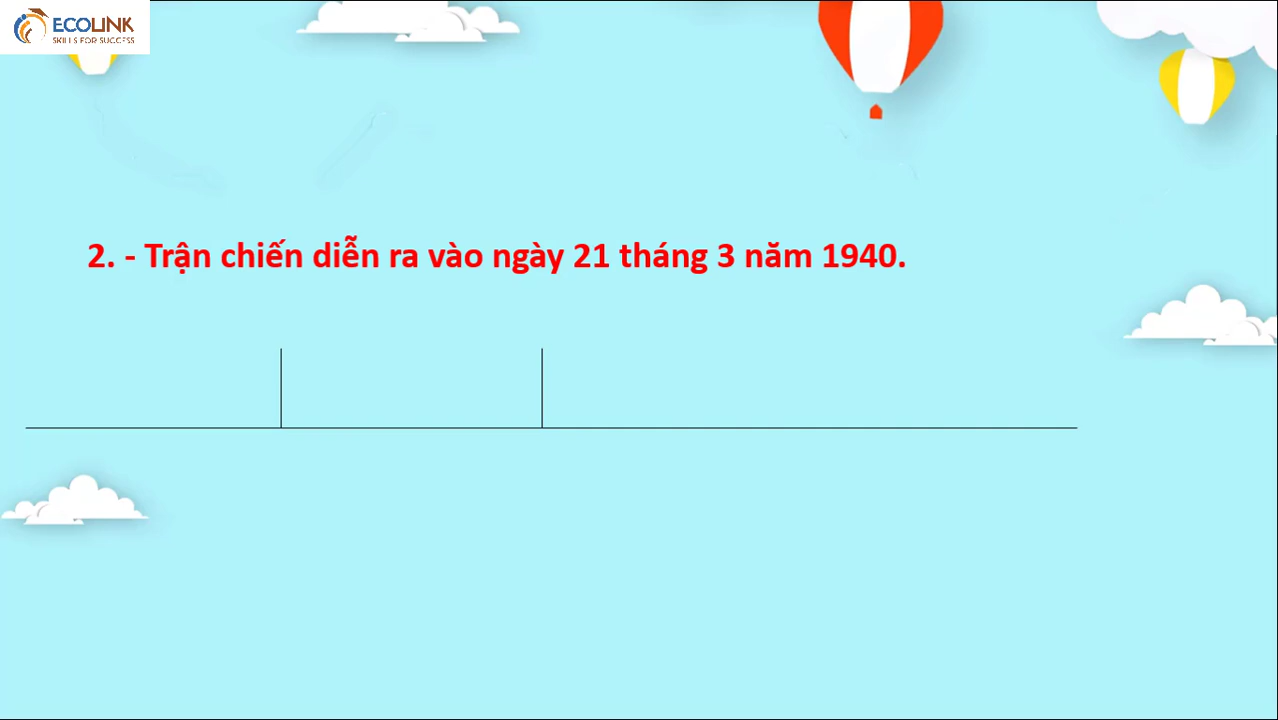 ECOLINK
SKILLS FOR SUCCESS
2. - Trận chiến diễn ra vào ngày 21 tháng 3 năm 1940.